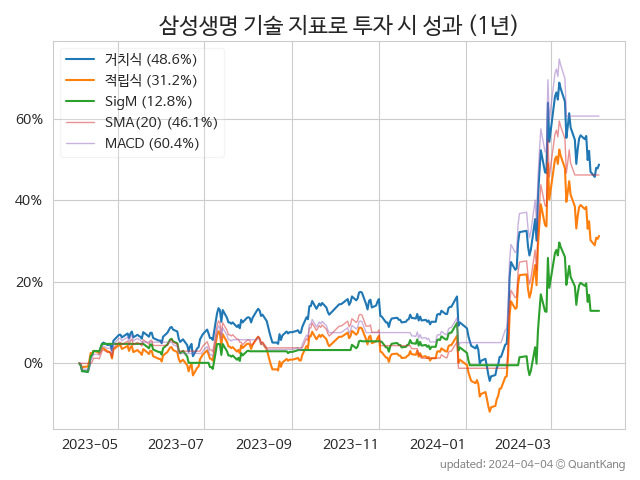 삼성생명 기술 지표로 투자 시 성과 (1년)
거치식 (48.6%)
적립식 (31.2%)
SigM (12.8%)
SMA(20) (46.1%)
MACD (60.4%)
60%
40%
20%
0%
2023-05 2023-07 2023-09 2023-11 2024-01 2024-03
updated: 2024-04-04 © QuantKang